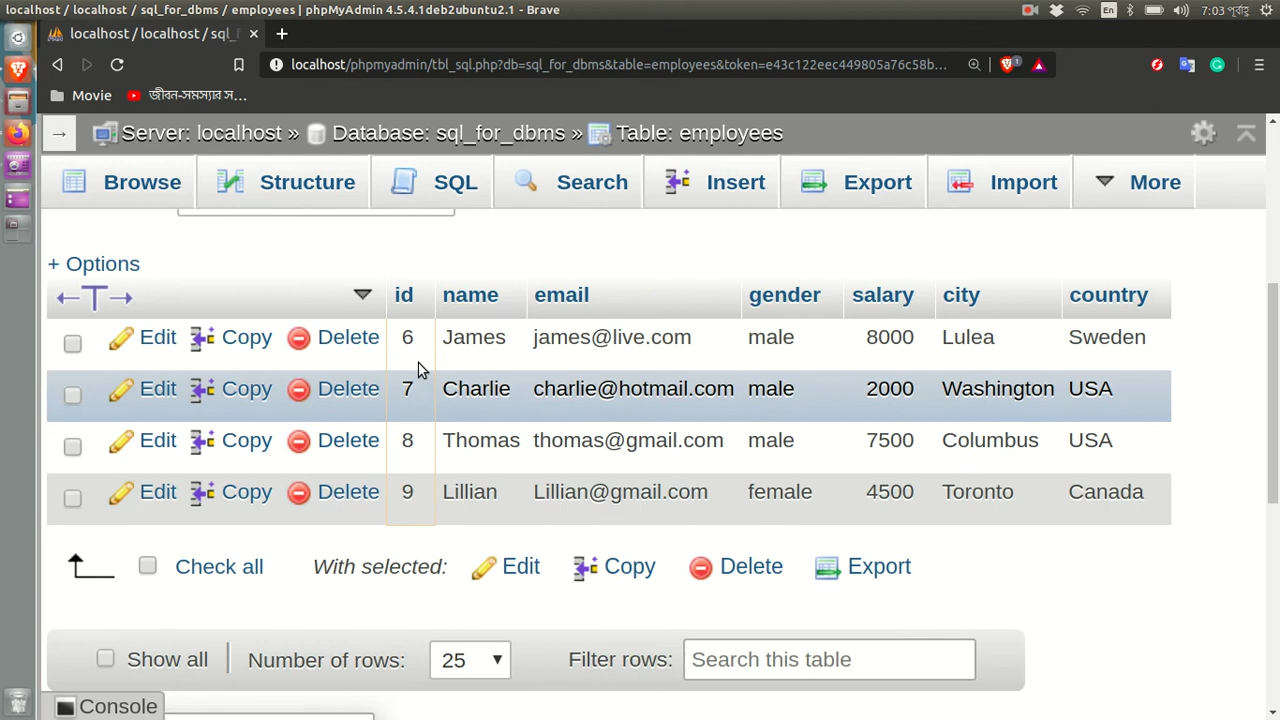 localhost / localhost / sql_for_dbms / employees | phpMyAdmin 4.5.4.1deb2ubuntu2.1 - Brave
En 7:03 পূর্বাহ্ণ
localhost / localhost / sql_f
localhost/phpmyadmin/tbl_sql.php?db=sql_for_dbms&table=employees&token=e43c122eec449805a76c58b... 1
Movie জীবন-সমস্যার স...
→ Server: localhost » Database: sql_for_dbms » Table: employees
Browse Structure SQL Search Insert Export Import More
+ Options
←T→ id name email gender salary city country
Edit Copy Delete 6 James james@live.com male 8000 Lulea Sweden
Edit Copy Delete 7 Charlie charlie@hotmail.com male 2000 Washington USA
Edit Copy Delete 8 Thomas thomas@gmail.com male 7500 Columbus USA
Edit Copy Delete 9 Lillian Lillian@gmail.com female 4500 Toronto Canada
Check all With selected: Edit Copy Delete Export
Show all Number of rows: 25 Filter rows: Search this table
Console